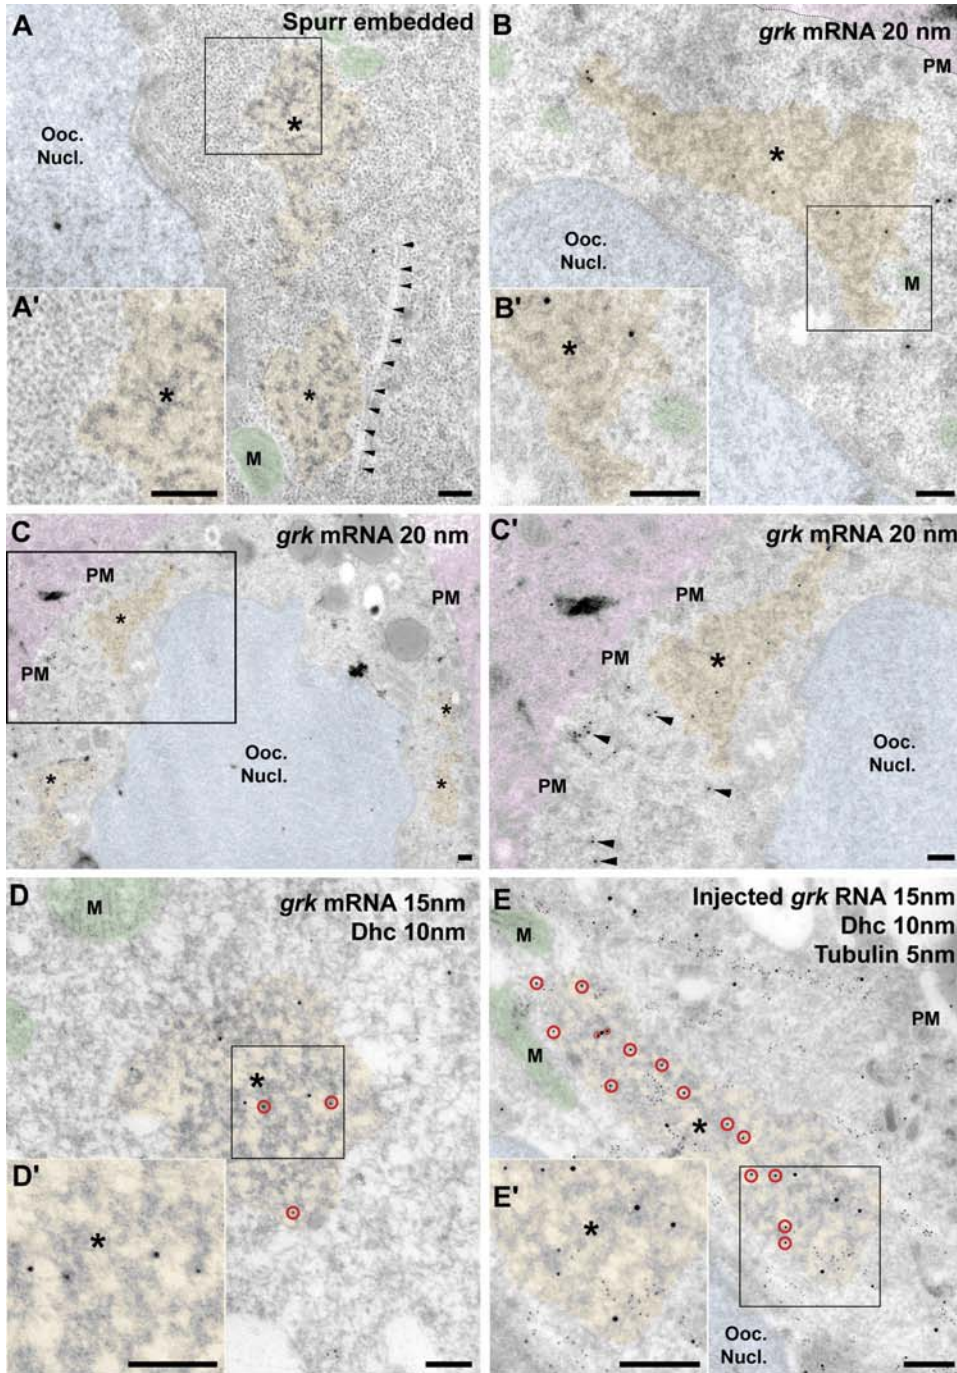 A
Spurr embedded
*
Ooc.
Nucl.
A'
*
*
M
B
grk mRNA 20 nm
PM
*
Ooc.
Nucl.
M
B'
*
C
grk mRNA 20 nm
PM
PM
*
PM
*
Ooc.
Nucl.
*
*
C'
grk mRNA 20 nm
PM
PM
*
Ooc.
Nucl.
PM
D
grk mRNA 15nm
Dhc 10nm
M
*
D'
*
E
Injected grk RNA 15nm
Dhc 10nm
Tubulin 5nm
M
PM
M
*
E'
*
Ooc.
Nucl.